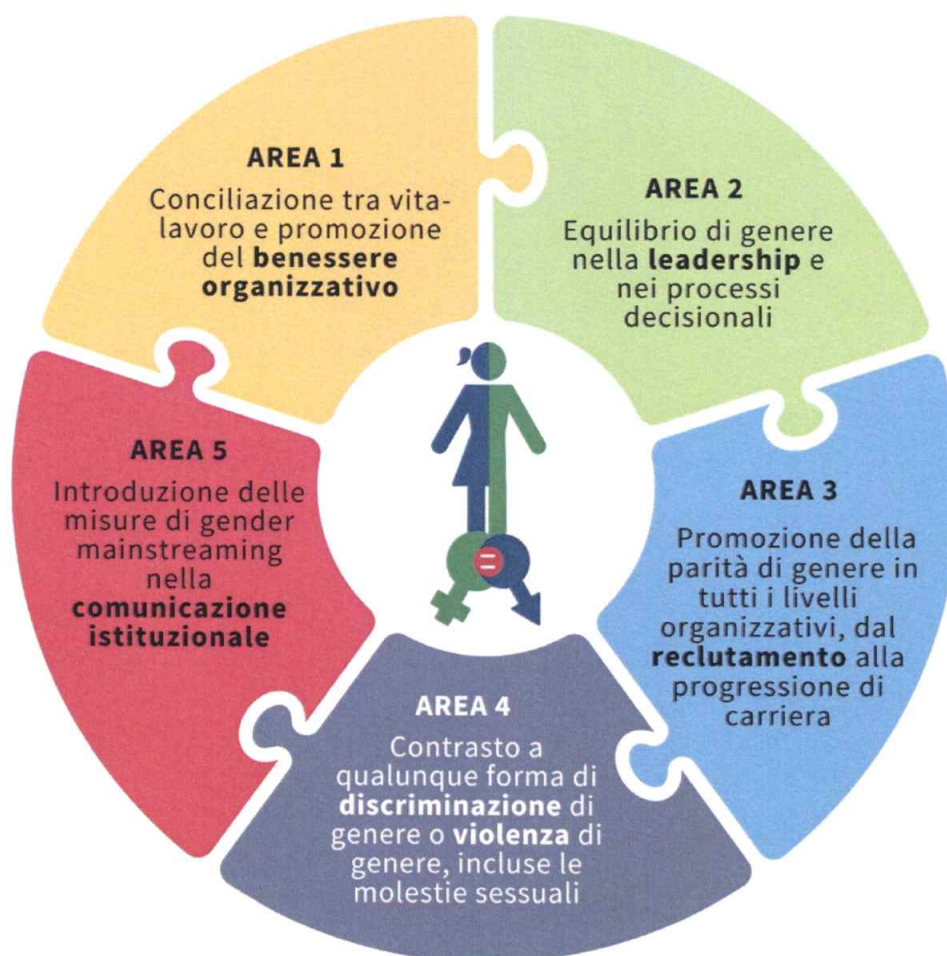 AREA 1
Conciliazione tra vita-
lavoro e promozione
del benessere
organizzativo
AREA 2
Equilibrio di genere
nella leadership e
nei processi
decisionali
AREA 3
Promozione della
parità di genere in
tutti i livelli
organizzativi, dal
reclutamento alla
progressione di
carriera
AREA 4
Contrasto a
qualunque forma di
discriminazione di
genere o violenza di
genere, incluse le
molestie sessuali
AREA 5
Introduzione delle
misure di gender
mainstreaming
nella
comunicazione
istituzionale
=